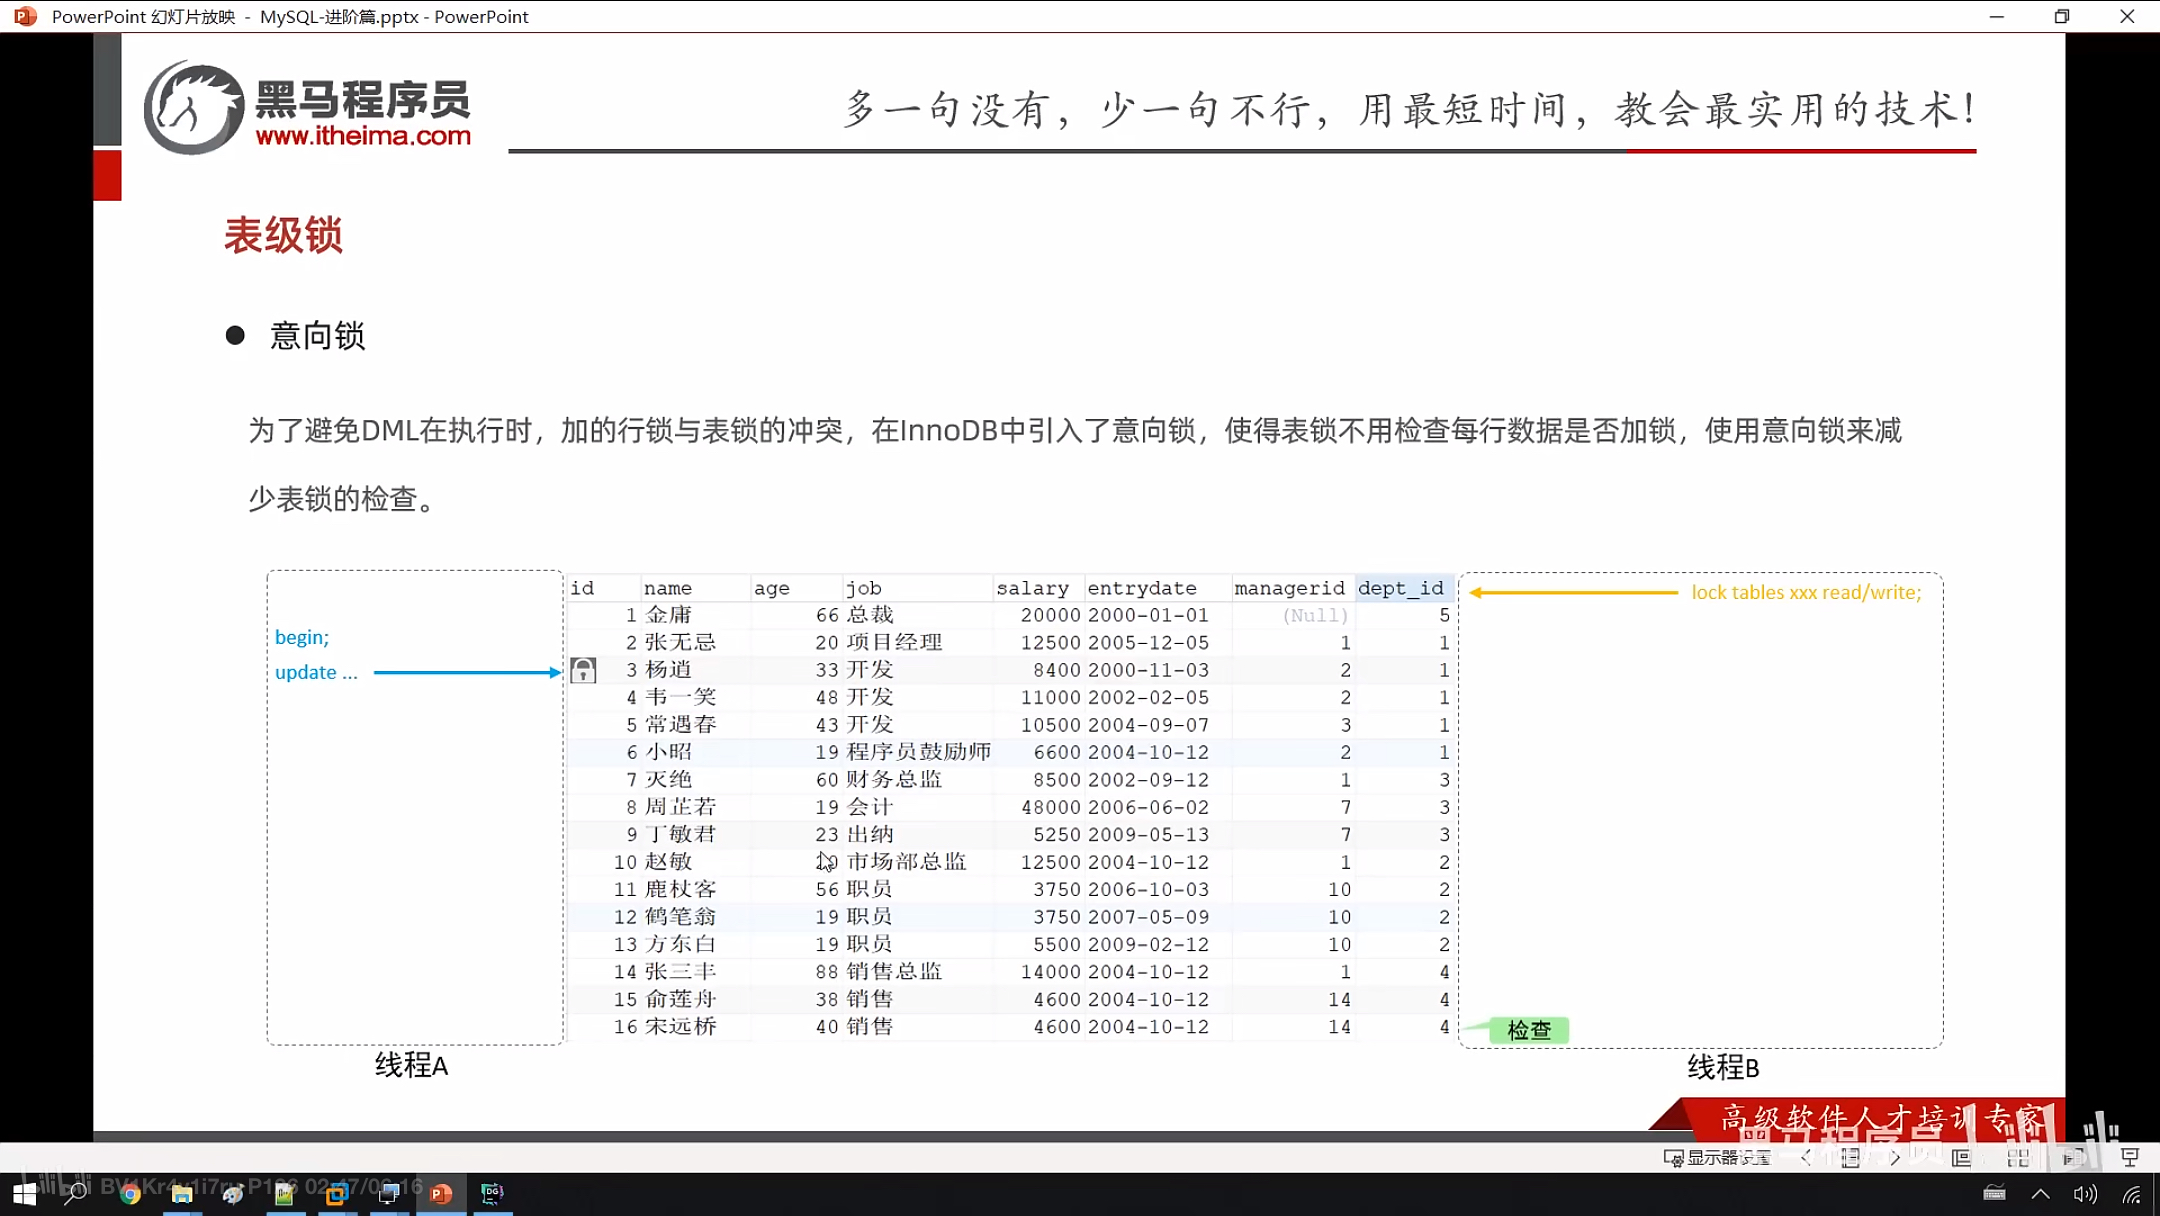 PowerPoint 幻灯片放映 - MySQL-进阶篇.pptx - PowerPoint
黑马程序员
www.itheima.com
多一句没有，少一句不行，用最短时间，教会最实用的技术！
表级锁
● 意向锁
为了避免DML在执行时，加的行锁与表锁的冲突，在InnoDB中引入了意向锁，使得表锁不用检查每行数据是否加锁，使用意向锁来减
少表锁的检查。
begin;
update ...
线程A
id name age job salary entrydate managerid dept_id
1 金庸 66 总裁 20000 2000-01-01 (Null) 5
2 张无忌 20 项目经理 12500 2005-12-05 1 1
3 杨逍 33 开发 8400 2000-11-03 2 1
4 韦一笑 48 开发 11000 2002-02-05 2 1
5 常遇春 43 开发 10500 2004-09-07 3 1
6 小昭 19 程序员鼓励师 6600 2004-10-12 2 1
7 灭绝 60 财务总监 8500 2002-09-12 1 3
8 周芷若 19 会计 48000 2006-06-02 7 3
9 丁敏君 23 出纳 5250 2009-05-13 7 3
10 赵敏 市场部总监 12500 2004-10-12 1 2
11 鹿杖客 56 职员 3750 2006-10-03 10 2
12 鹤笔翁 19 职员 3750 2007-05-09 10 2
13 方东白 19 职员 5500 2009-02-12 10 2
14 张三丰 88 销售总监 14000 2004-10-12 1 4
15 俞莲舟 38 销售 4600 2004-10-12 14 4
16 宋远桥 40 销售 4600 2004-10-12 14 4
lock tables xxx read/write;
检查
线程B
高级软件人才培训专家
黑马程序员
显示器设置